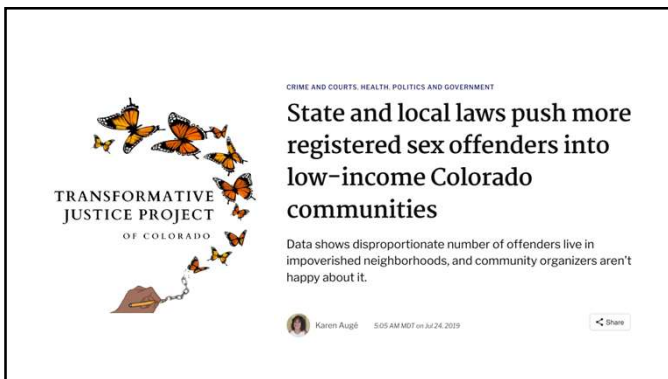 TRANSFORMATIVE
JUSTICE PROJECT
OF COLORADO
CRIME AND COURTS, HEALTH, POLITICS AND GOVERNMENT
State and local laws push more
registered sex offenders into
low-income Colorado
communities
Data shows disproportionate number of offenders live in
impoverished neighborhoods, and community organizers aren't
happy about it.
Karen Augé 5:05 AM MDT on Jul 24, 2019
Share